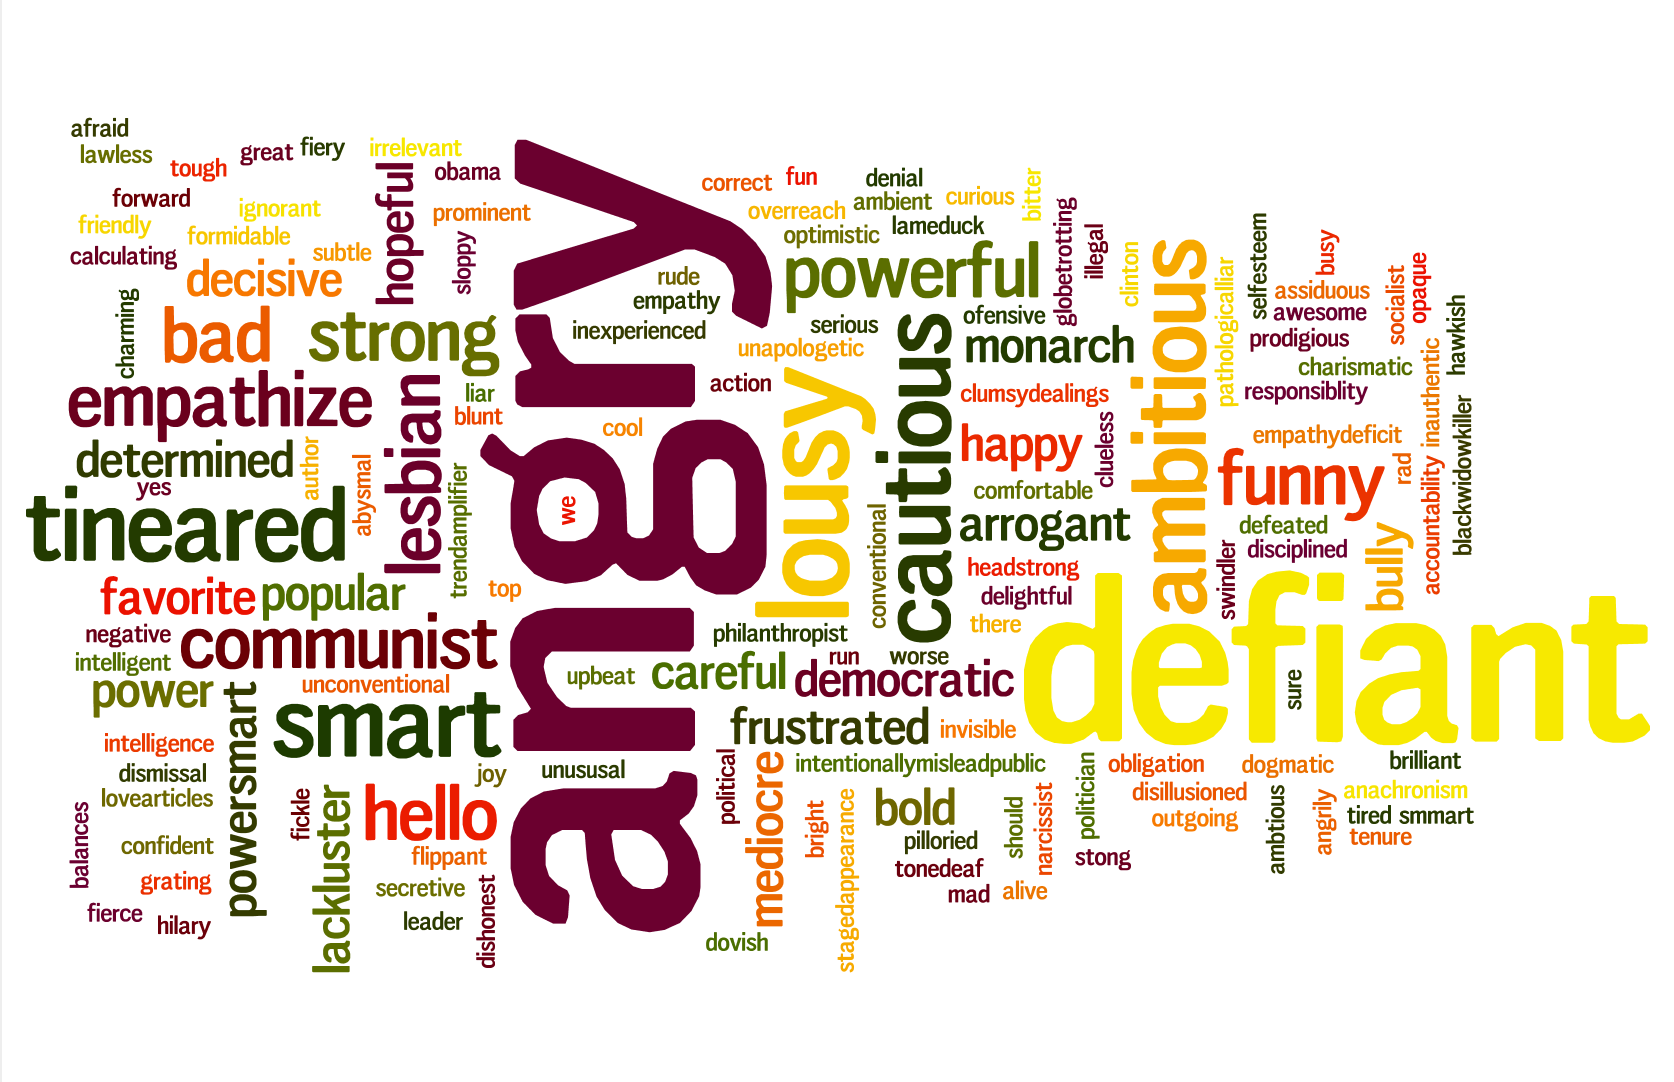 afraid
lawless
tough
great
fiery
irrelevant
obama
forward
friendly
ignorant
formidable
calculating
subtle
prominent
hopeful
sloppy
decisive
charming
bad
strong
empathize
liar
blunt
lesbian
determined
author
abysmal
yes
trendamplifier
tineared
favorite
popular
top
negative
communist
intelligent
unconventional
power
powersmart
smart
intelligence
dismissal
lovearticles
joy
balances
fickle
lackluster
hello
confident
flippant
grating
secretive
fierce
hilary
leader
dishonest
angry
we
rude
empathy
inexperienced
cool
upbeat
unususal
correct
fun
denial
overreach
ambient
curious
bitter
optimistic
lameduck
powerful
globetrotting
illegal
clinton
serious
unapologetic
ofensive
monarch
action
lousy
cautious
clumsydealings
happy
clueless
comfortable
conventional
arrogant
headstrong
delightful
there
philanthropist
run
worse
careful
democratic
frustrated
invisible
ambitious
pathologicalliar
selfesteem
busy
assiduous
awesome
prodigious
socialist
opaque
hawkish
charismatic
responsiblity
inauthentic
empathydeficit
rad
funny
blackwidowkiller
defeated
disciplined
swindler
bully
accountability
defiant
sure
political
mediocre
intentionallymisleadpublic
bright
stagedappearance
bold
pilloried
tonedeaf
mad
alive
should
narcissist
politician
stong
obligation
disillusioned
outgoing
dogmatic
ambtious
angrily
brilliant
anachronism
tired
smmart
tenure
dovish